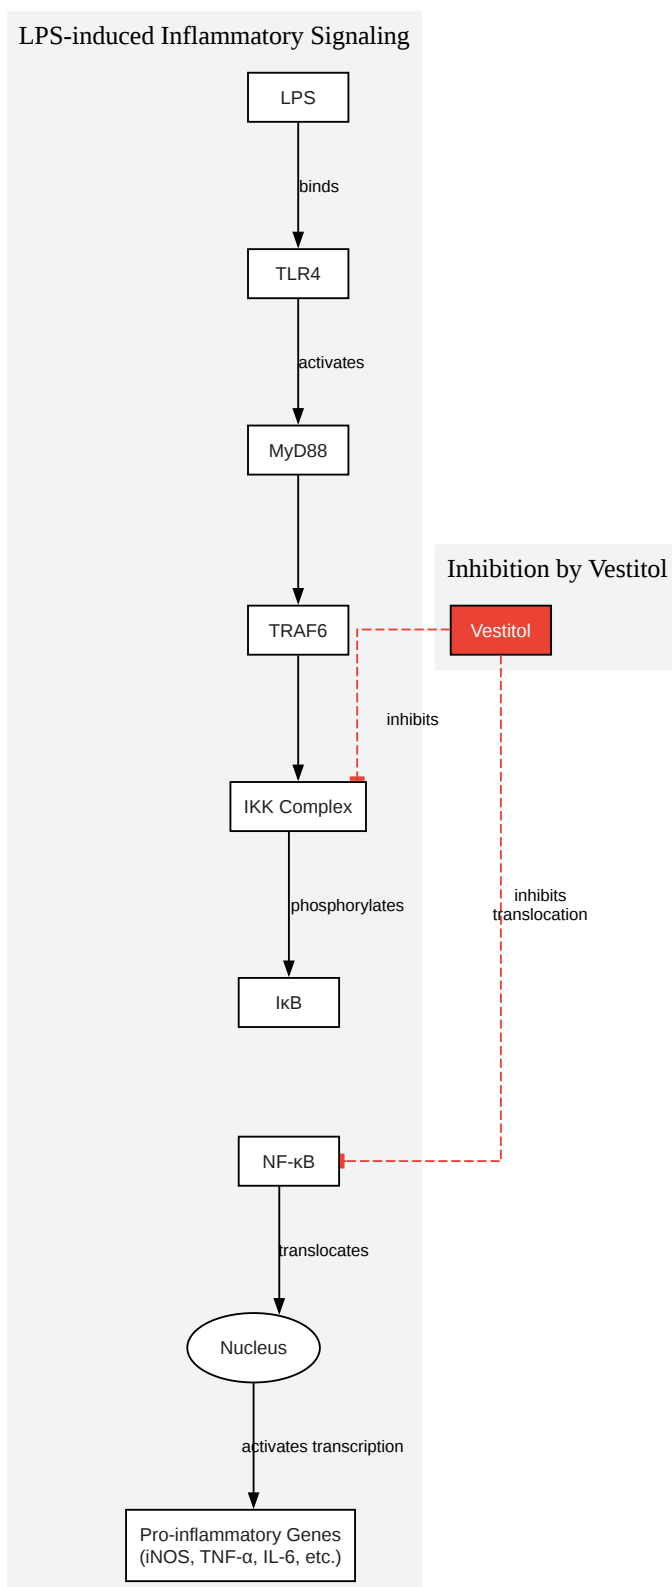 LPS-induced Inflammatory Signaling
LPS
binds
TLR4
activates
MyD88
Inhibition by Vestitol
TRAF6
Vestitol
inhibits
IKK Complex
phosphorylates
inhibits
translocation
IκB
NF-κB
translocates
Nucleus
activates transcription
Pro-inflammatory Genes
(iNOS, TNF-α, IL-6, etc.)